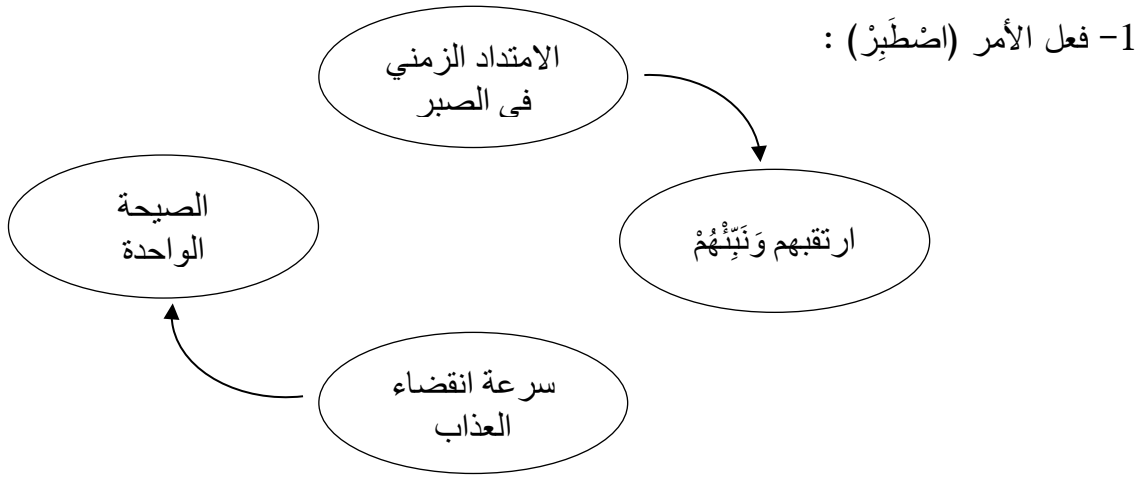 1- فعل الأمر (اصْطَبِرْ) :
الامتداد الزمني
في الصبر
ارتقبهم وَنَبِّئْهُمْ
الصيحة
الواحدة
سرعة انقضاء
العذاب